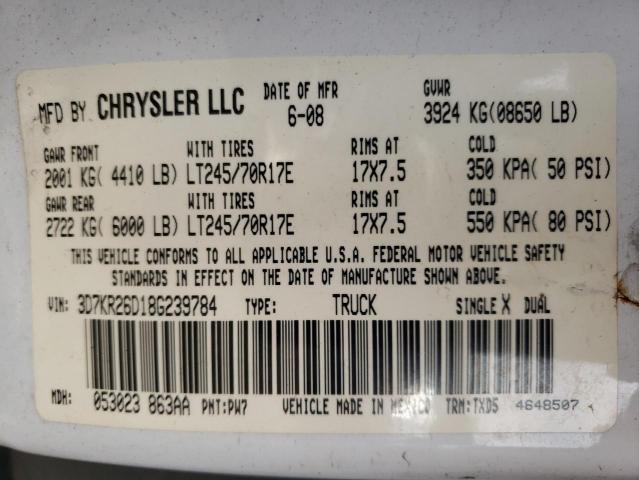 MFD BY CHRYSLER LLC DATE OF MFR 6-08 GVWR 3924 KG(08650 LB)
GAWR FRONT WITH TIRES RIMS AT COLD
2001 KG( 4410 LB) LT245/70R17E 17X7.5 350 KPA( 50 PSI)
GAWR REAR WITH TIRES RIMS AT COLD
2722 KG( 6000 LB) LT245/70R17E 17X7.5 550 KPA( 80 PSI)
THIS VEHICLE CONFORMS TO ALL APPLICABLE U.S.A. FEDERAL MOTOR VEHICLE SAFETY
STANDARDS IN EFFECT ON THE DATE OF MANUFACTURE SHOWN ABOVE.
VIN: 3D7KR26D18G239784 TYPE: TRUCK SINGLE X DUAL
MDH: 053023 863AA PNT:PW7 VEHICLE MADE IN MEXICO TRM:TXD5 4648507